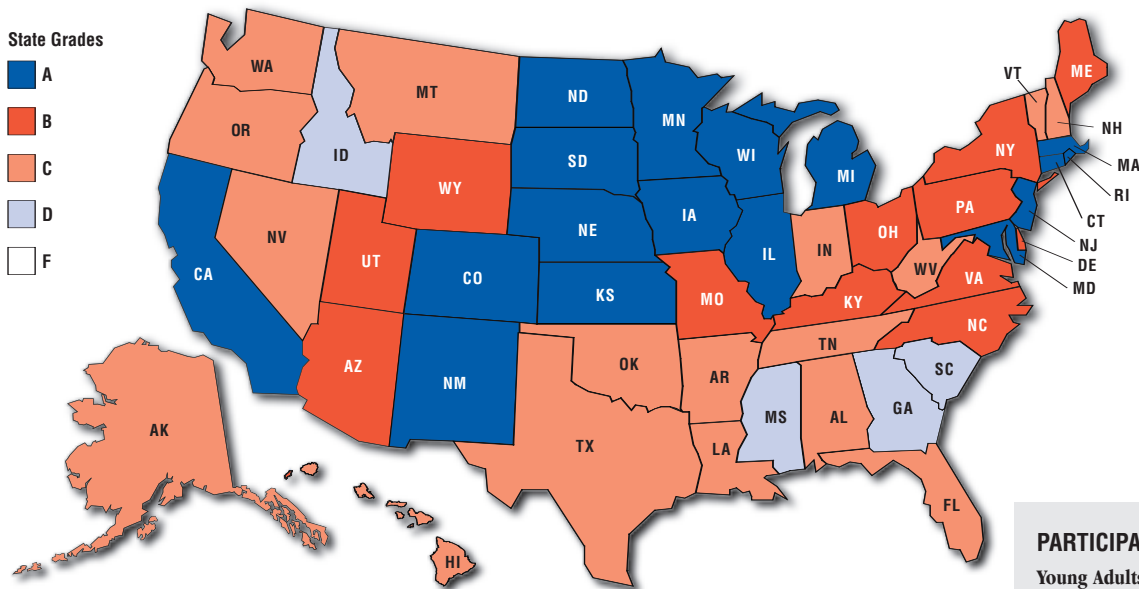 State Grades
A
B
C
D
F
WA
OR
ID
MT
ND
MN
SD
WY
NE
IA
WI
MI
IL
IN
OH
CA
NV
UT
CO
KS
MO
KY
WV
VA
PA
NY
VT
ME
NH
MA
RI
CT
NJ
DE
MD
NC
TN
SC
AZ
NM
OK
AR
MS
AL
GA
TX
LA
FL
AK
HI
PARTICIPA
Young Adults